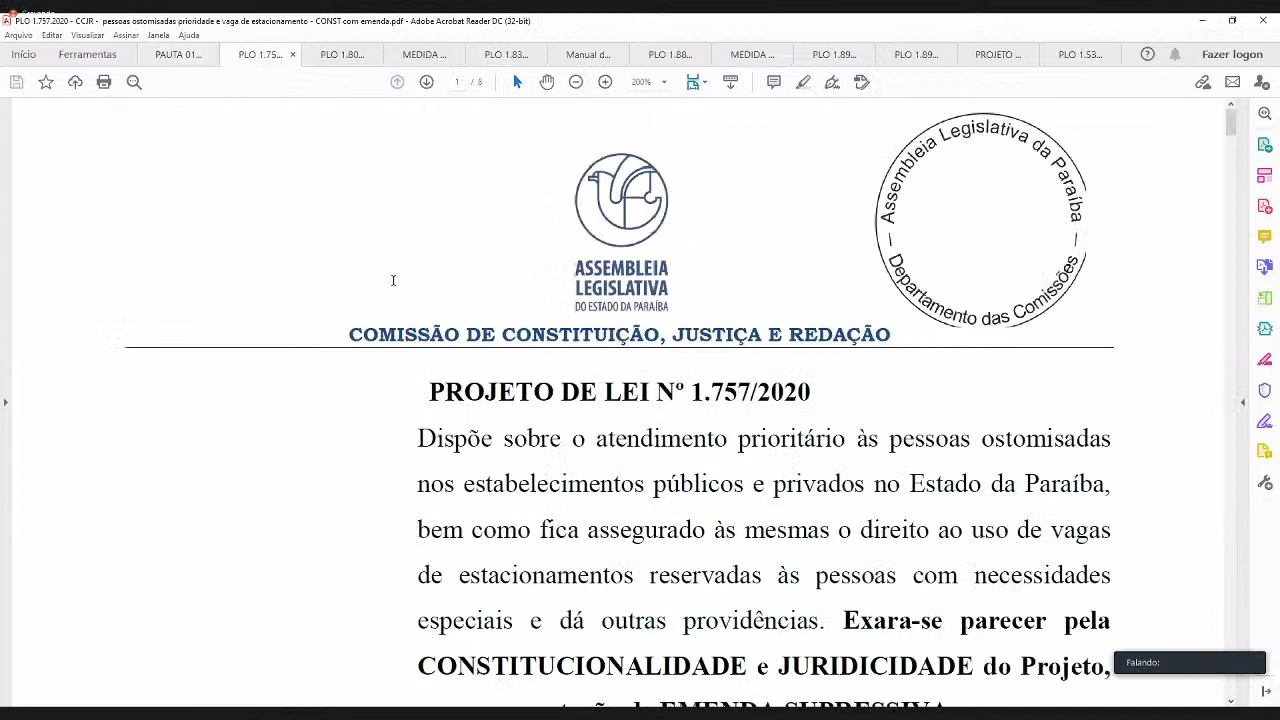 PLO 1.757.2020 - CCJR - pessoas ostomisadas prioridade e vaga de estacionamento - CONST com emenda.pdf - Adobe Acrobat Reader DC (32-bit)
Arquivo Editar Visualizar Assinar Janela Ajuda
Início Ferramentas PAUTA 01... PLO 1.75... × PLO 1.80... MEDIDA ... PLO 1.83... Manual d... PLO 1.88... MEDIDA ... PLO 1.89... PLO 1.89... PROJETO ... PLO 1.53... Fazer logon
1 / 8 200%
Assembleia Legislativa da Paraíba
Departamento das Comissões
ASSEMBLEIA
LEGISLATIVA
DO ESTADO DA PARAÍBA
COMISSÃO DE CONSTITUIÇÃO, JUSTIÇA E REDAÇÃO
PROJETO DE LEI Nº 1.757/2020
Dispõe sobre o atendimento prioritário às pessoas ostomisadas
nos estabelecimentos públicos e privados no Estado da Paraíba,
bem como fica assegurado às mesmas o direito ao uso de vagas
de estacionamentos reservadas às pessoas com necessidades
especiais e dá outras providências. Exara-se parecer pela
CONSTITUCIONALIDADE e JURIDICIDADE do Projeto,
EMENDA SUPRESSIVA
Falando: